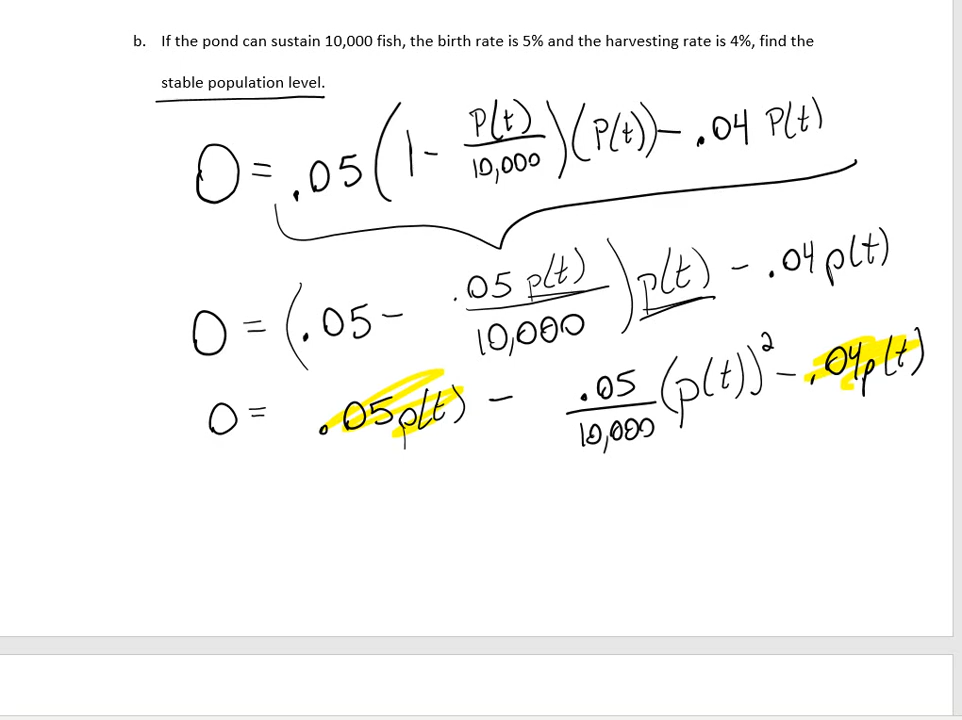 b. If the pond can sustain 10,000 fish, the birth rate is 5% and the harvesting rate is 4%, find the
stable population level.
0 = .05(1 - P(t)/10,000)(P(t)) - .04 P(t)
0 = (.05 - .05 p(t)/10,000)p(t) - .04 p(t)
0 = .05p(t) - .05/10,000 (p(t))² - .04p(t)